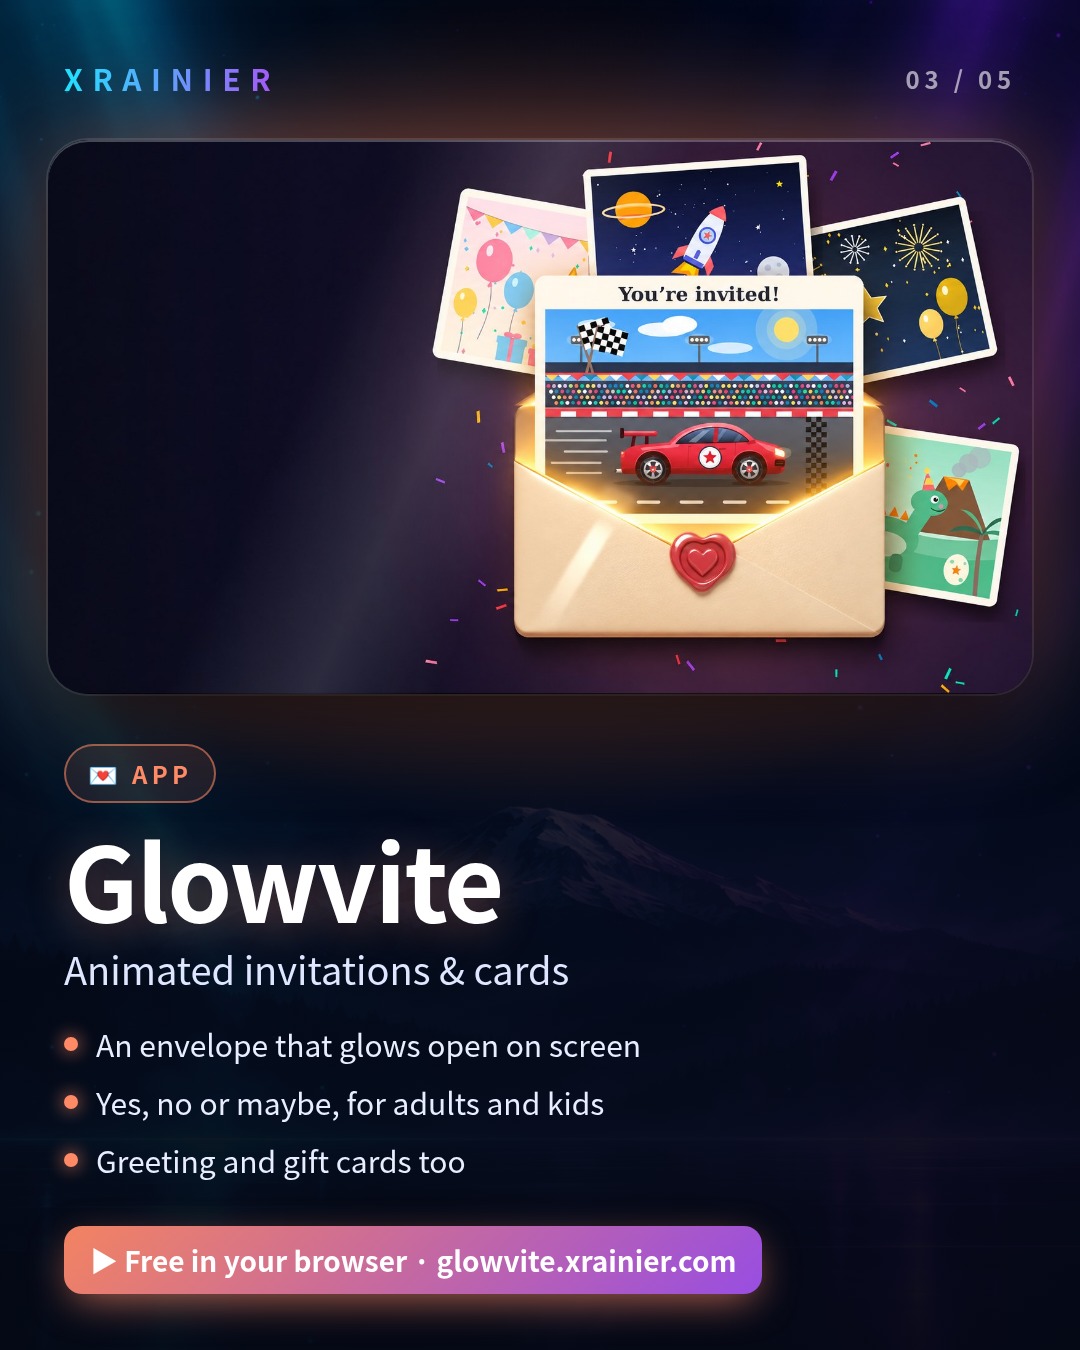 XRAINIER
03 / 05
You’re invited!
APP
Glowvite
Animated invitations & cards
An envelope that glows open on screen
Yes, no or maybe, for adults and kids
Greeting and gift cards too
▶ Free in your browser · glowvite.xrainier.com